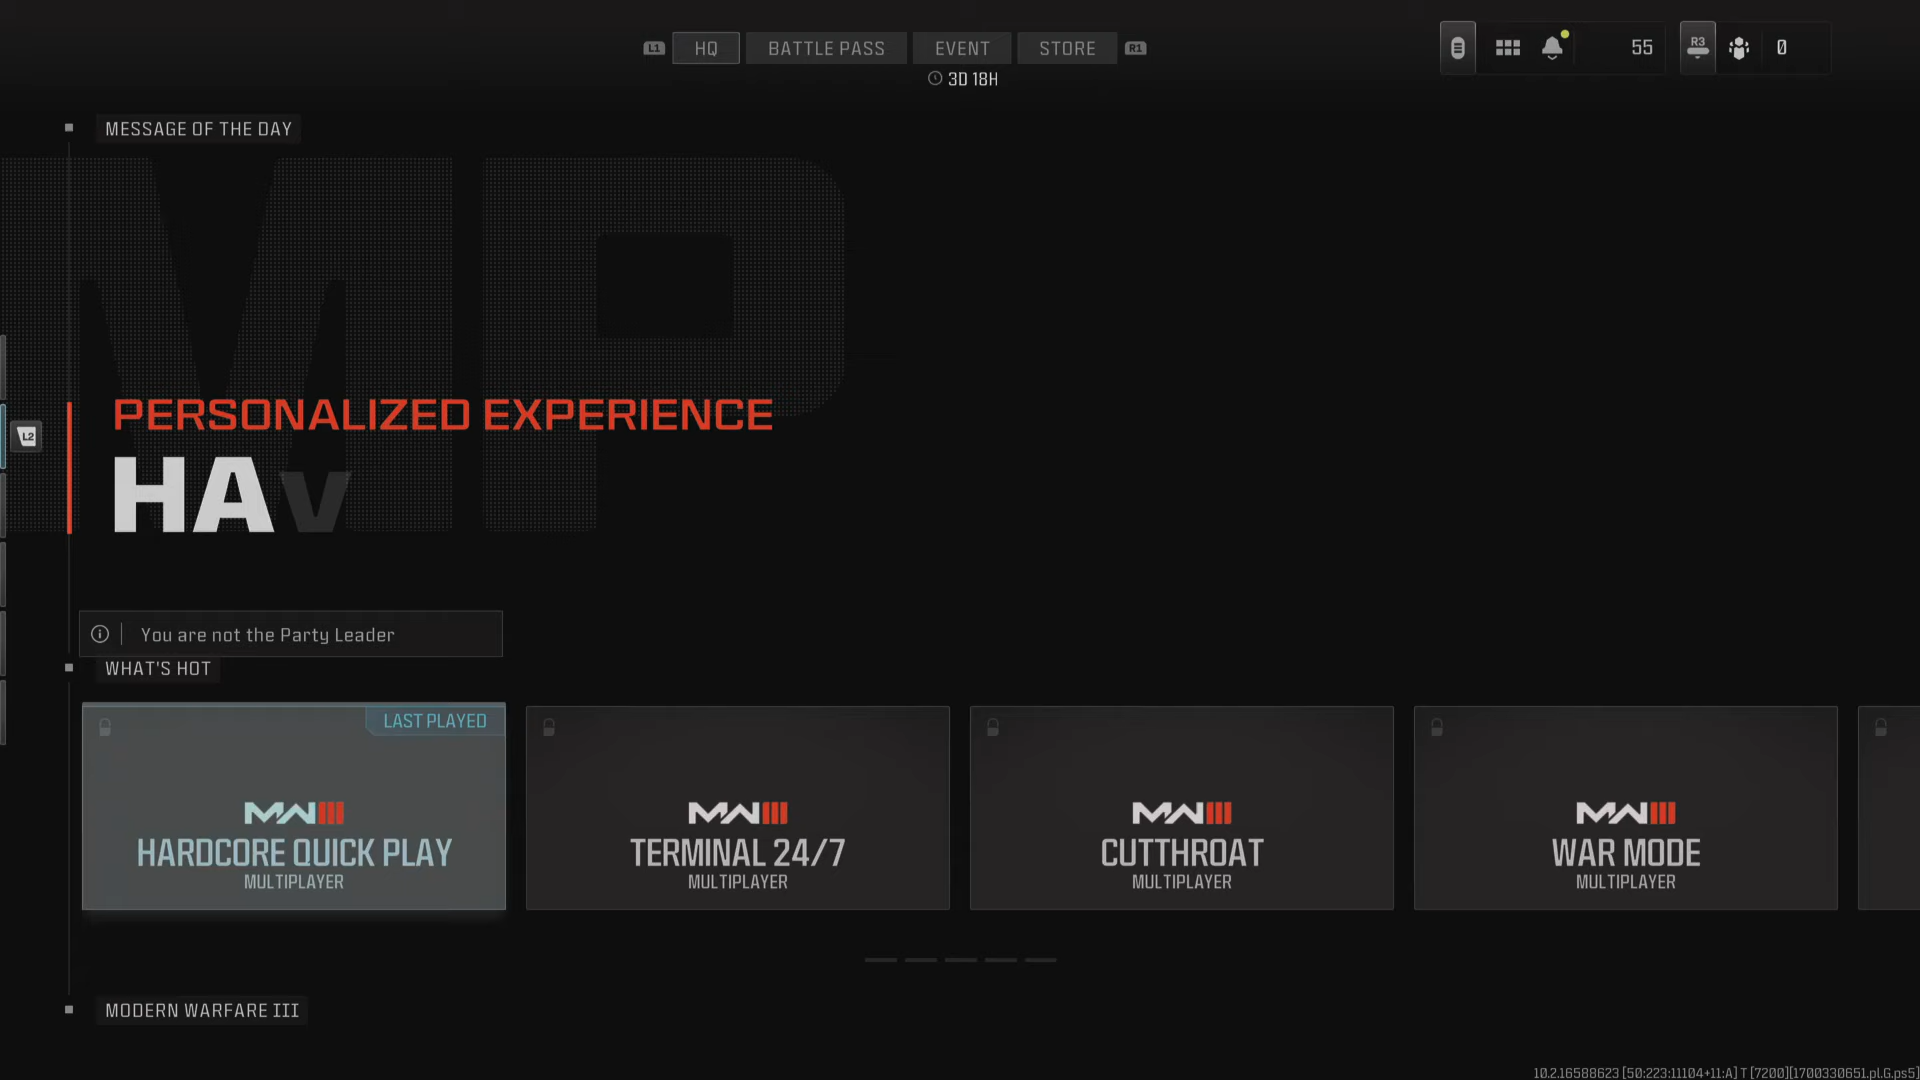 L1 HQ BATTLE PASS EVENT STORE R1
3D 18H
55 R3 0
MESSAGE OF THE DAY
MP
PERSONALIZED EXPERIENCE
HAV
L2
You are not the Party Leader
WHAT'S HOT
LAST PLAYED
MWIII
HARDCORE QUICK PLAY
MULTIPLAYER
MWIII
TERMINAL 24/7
MULTIPLAYER
MWIII
CUTTHROAT
MULTIPLAYER
MWIII
WAR MODE
MULTIPLAYER
MODERN WARFARE III
10.2.16588623 [50:223:11104+11:A] T [7200][1700330651.pl.G.ps5]